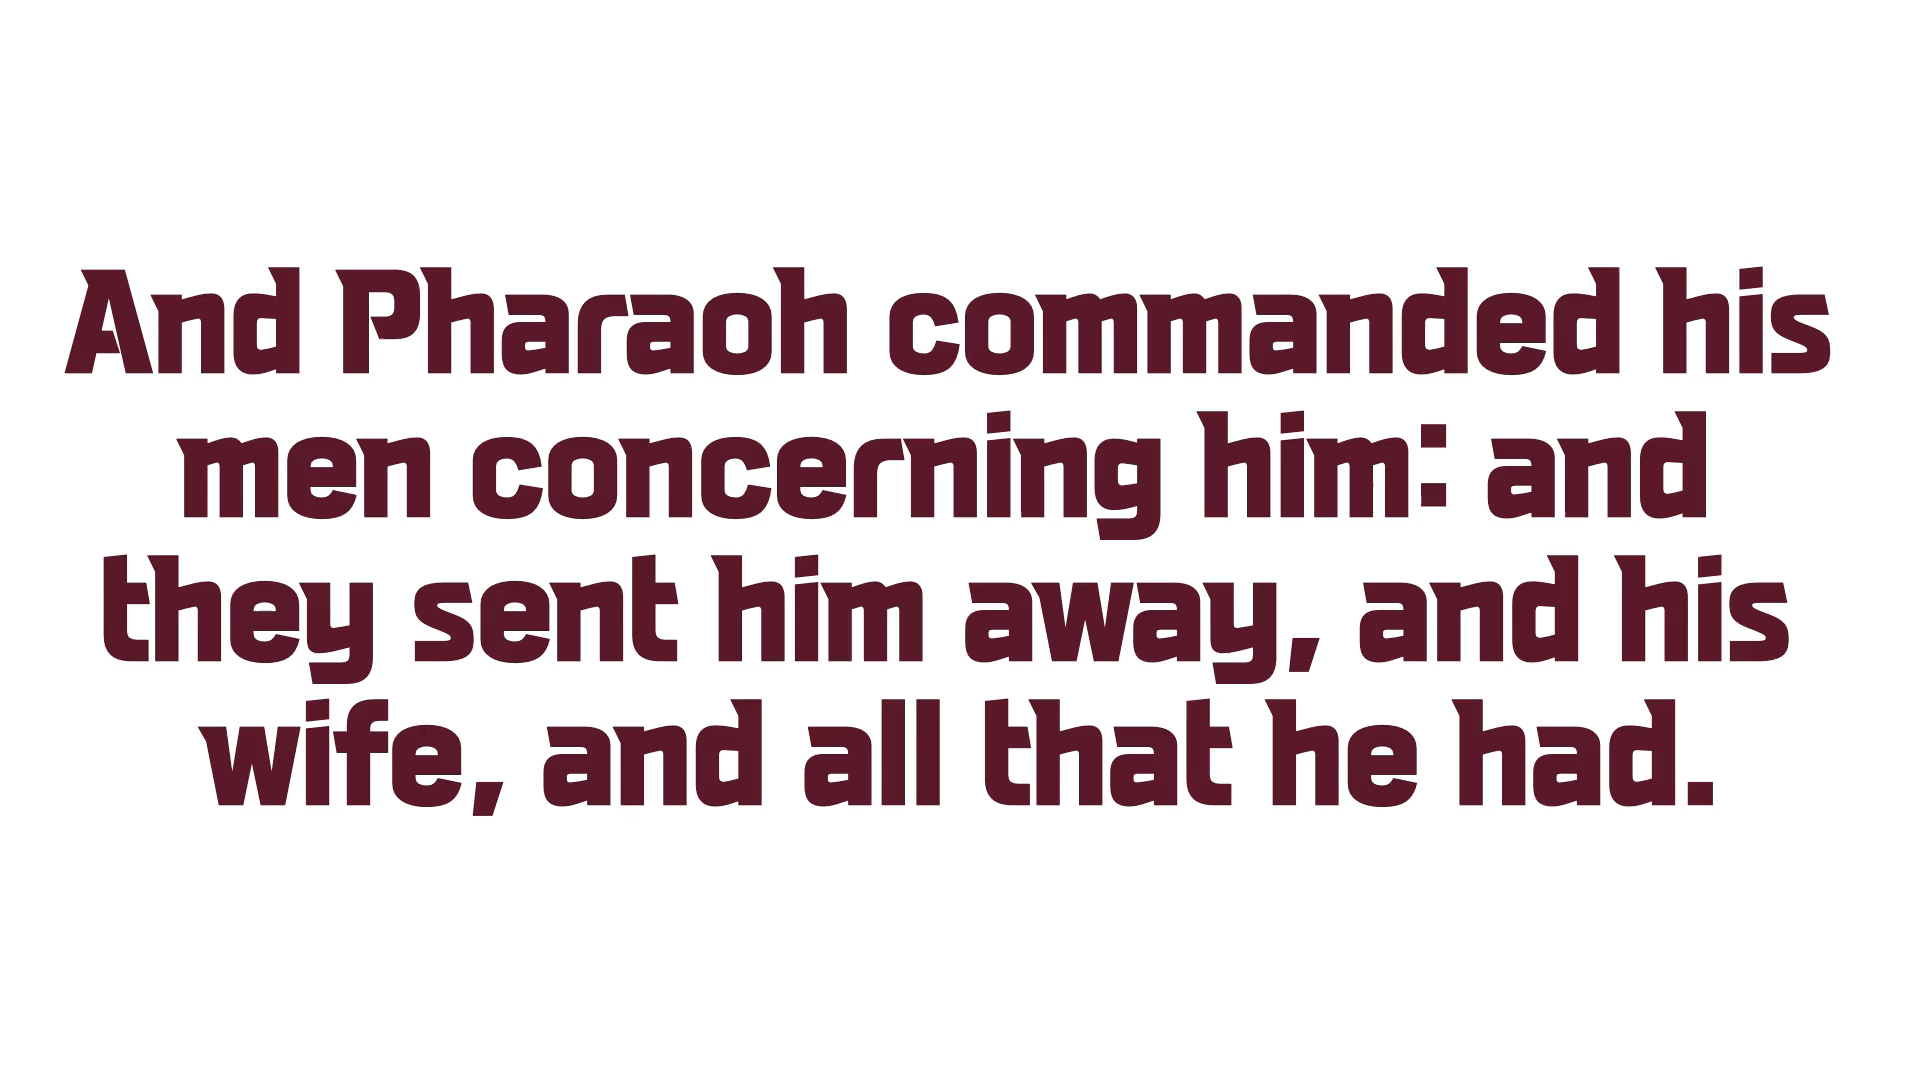 And Pharaoh commanded his
men concerning him: and
they sent him away, and his
wife, and all that he had.